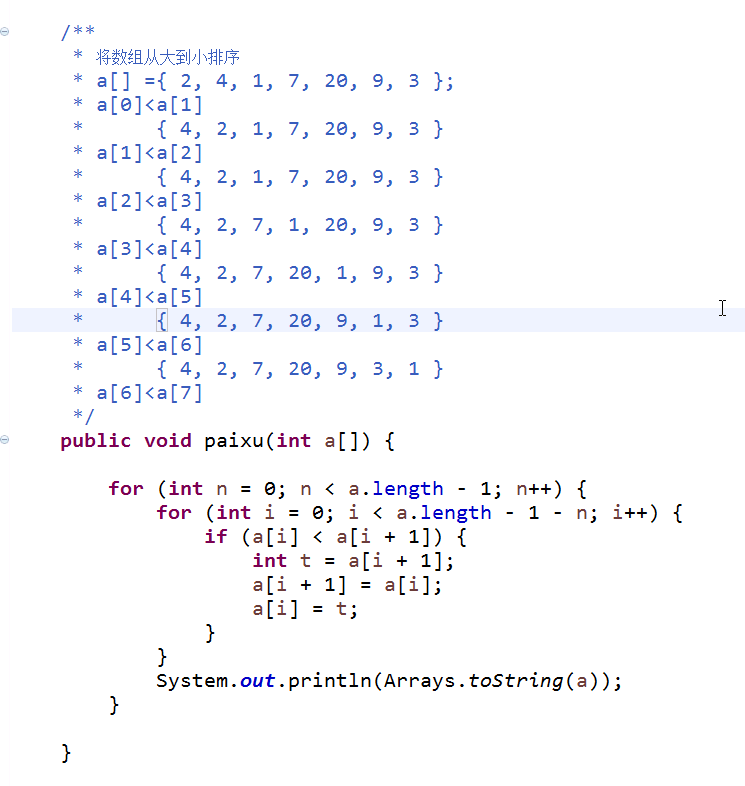 /**
 * 将数组从大到小排序
 * a[] ={ 2, 4, 1, 7, 20, 9, 3 };
 * a[0]<a[1]
 *      { 4, 2, 1, 7, 20, 9, 3 }
 * a[1]<a[2]
 *      { 4, 2, 1, 7, 20, 9, 3 }
 * a[2]<a[3]
 *      { 4, 2, 7, 1, 20, 9, 3 }
 * a[3]<a[4]
 *      { 4, 2, 7, 20, 1, 9, 3 }
 * a[4]<a[5]
 *      { 4, 2, 7, 20, 9, 1, 3 }
 * a[5]<a[6]
 *      { 4, 2, 7, 20, 9, 3, 1 }
 * a[6]<a[7]
 */
public void paixu(int a[]) {
    for (int n = 0; n < a.length - 1; n++) {
        for (int i = 0; i < a.length - 1 - n; i++) {
            if (a[i] < a[i + 1]) {
                int t = a[i + 1];
                a[i + 1] = a[i];
                a[i] = t;
            }
        }
        System.out.println(Arrays.toString(a));
    }
}